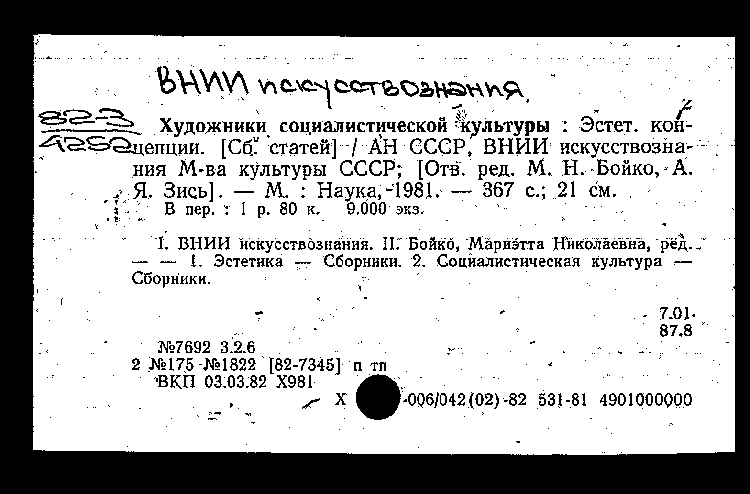 ВНИИ искусствознания
82-3
4252
Художники социалистической культуры : Эстет. кон-
цепции. [Сб. статей] / АН СССР, ВНИИ искусствозна-
ния М-ва культуры СССР; [Отв. ред. М. Н. Бойко, А.
Я. Зись]. — М. : Наука, 1981. — 367 с.; 21 см.
В пер. : 1 р. 80 к. 9.000 экз.
I. ВНИИ искусствознания. II. Бойко, Мариэтта Николаевна, ред.
— — 1. Эстетика — Сборники. 2. Социалистическая культура —
Сборники.
7.01
87.8
№7692 3.2.6
2 №175 №1822 [82-7345] п тп
ВКП 03.03.82 Х981
Х -006/042(02)-82 531-81 4901000000